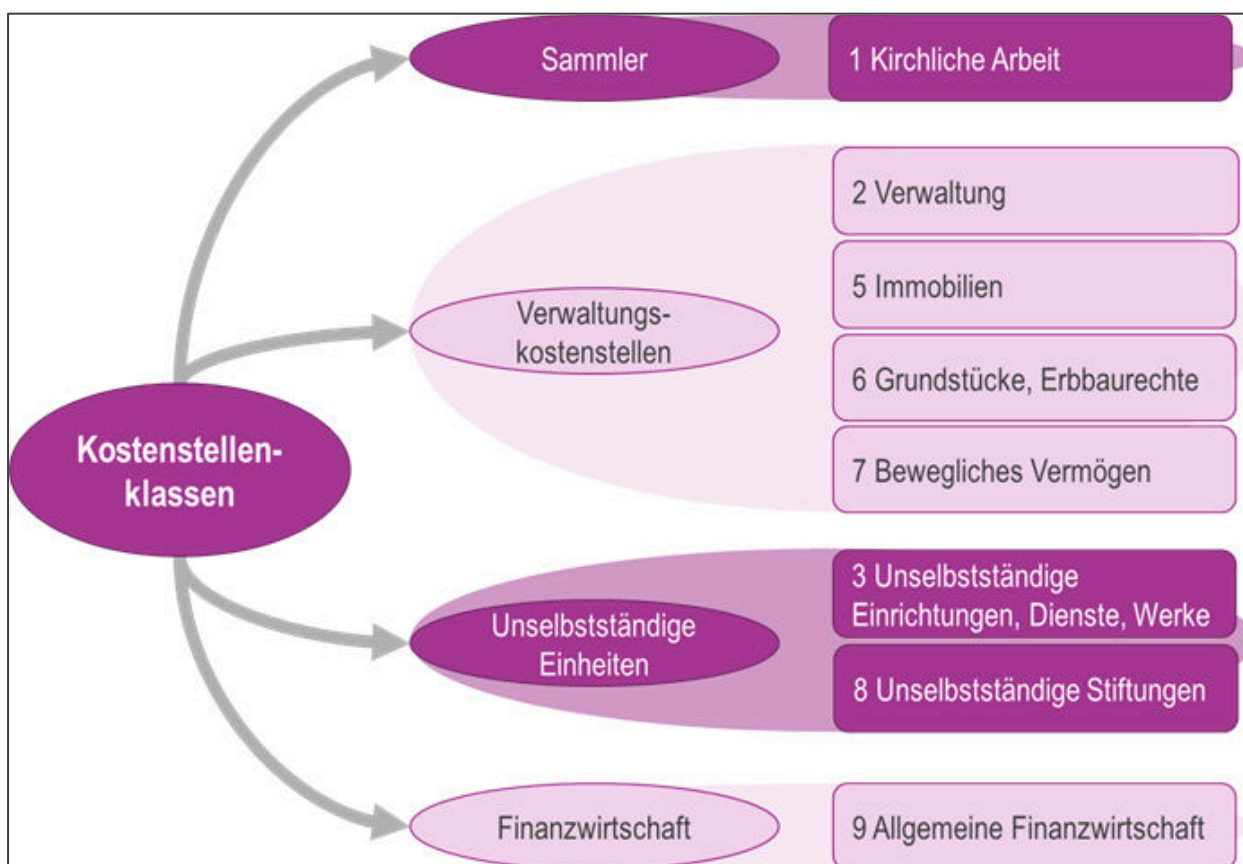 Sammler
1 Kirchliche Arbeit
2 Verwaltung
5 Immobilien
Verwaltungs-
kostenstellen
6 Grundstücke, Erbbaurechte
7 Bewegliches Vermögen
Kostenstellen-
klassen
3 Unselbstständige
Einrichtungen, Dienste, Werke
Unselbstständige
Einheiten
8 Unselbstständige Stiftungen
Finanzwirtschaft
9 Allgemeine Finanzwirtschaft